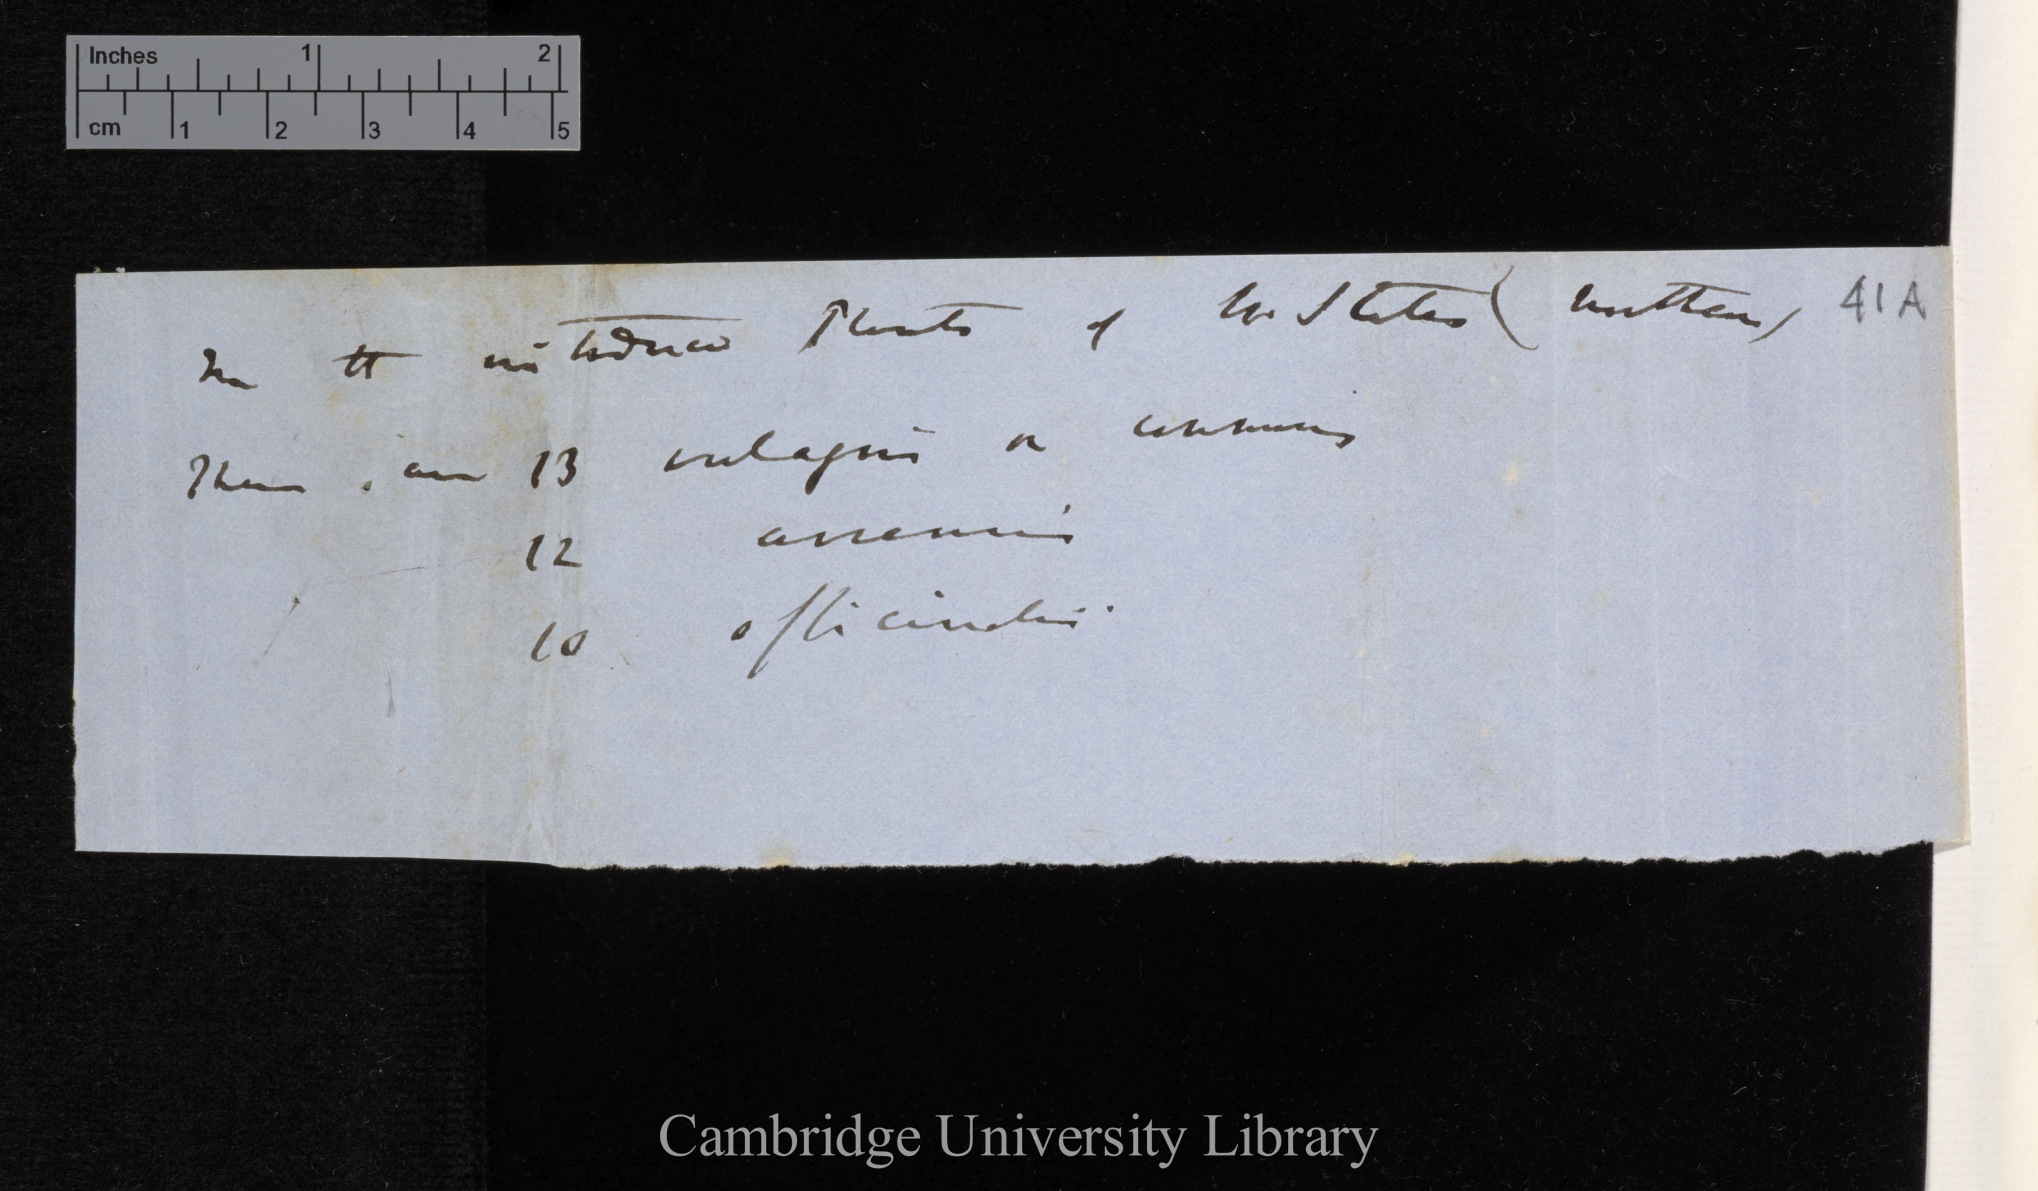 Inches 1 2
cm 1 2 3 4 5
41A
In the introduced Plants of Un. States (northern)
There are 13 vulgaris or communis
12 arvensis
10 officinalis
Cambridge University Library